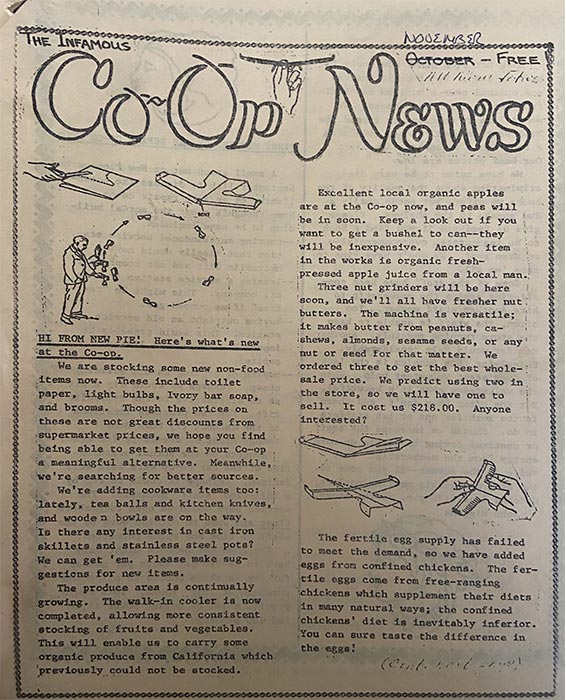 THE INFAMOUS
NOVEMBER
OCTOBER - FREE
CO-OP NEWS
BENT
HI FROM NEW PIE!  Here's what's new
at the Co-op.
We are stocking some new non-food
items now.  These include toilet
paper, light bulbs, Ivory bar soap,
and brooms.  Though the prices on
these are not great discounts from
supermarket prices, we hope you find
being able to get them at your Co-op
a meaningful alternative.  Meanwhile,
we're searching for better sources.
We're adding cookware items too:
lately, tea balls and kitchen knives,
and wooden bowls are on the way.
Is there any interest in cast iron
skillets and stainless steel pots?
We can get 'em.  Please make sug-
gestions for new items.
The produce area is continually
growing.  The walk-in cooler is now
completed, allowing more consistent
stocking of fruits and vegetables.
This will enable us to carry some
organic produce from California which
previously could not be stocked.
Excellent local organic apples
are at the Co-op now, and peas will
be in soon.  Keep a look out if you
want to get a bushel to can--they
will be inexpensive.  Another item
in the works is organic fresh-
pressed apple juice from a local man.
Three nut grinders will be here
soon, and we'll all have fresher nut
butters.  The machine is versatile;
it makes butter from peanuts, ca-
shews, almonds, sesame seeds, or any
nut or seed for that matter.  We
ordered three to get the best whole-
sale price.  We predict using two in
the store, so we will have one to
sell.  It cost us $218.00.  Anyone
interested?
The fertile egg supply has failed
to meet the demand, so we have added
eggs from confined chickens.  The fer-
tile eggs come from free-ranging
chickens which supplement their diets
in many natural ways; the confined
chickens' diet is inevitably inferior.
You can sure taste the difference in
the eggs!